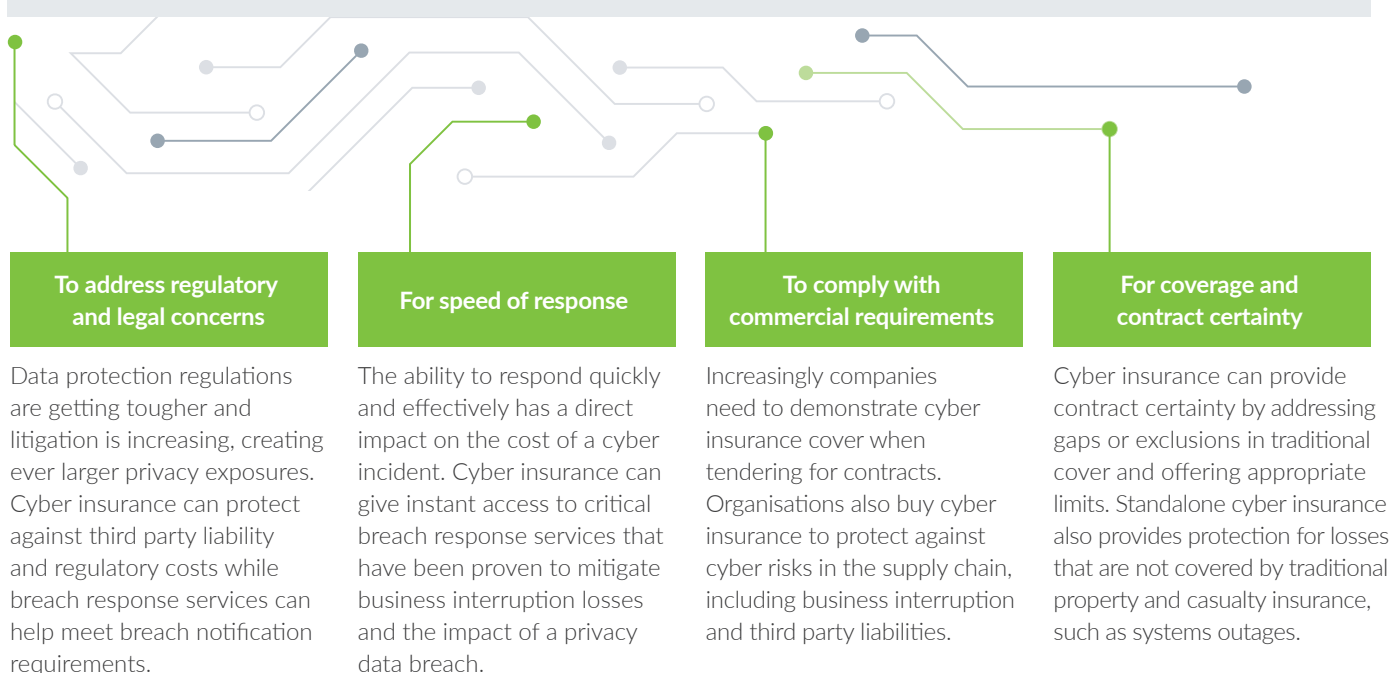 To address regulatory
and legal concerns
Data protection regulations
are getting tougher and
litigation is increasing, creating
ever larger privacy exposures.
Cyber insurance can protect
against third party liability
and regulatory costs while
breach response services can
help meet breach notification
requirements.
For speed of response
The ability to respond quickly
and effectively has a direct
impact on the cost of a cyber
incident. Cyber insurance can
give instant access to critical
breach response services that
have been proven to mitigate
business interruption losses
and the impact of a privacy
data breach.
To comply with
commercial requirements
Increasingly companies
need to demonstrate cyber
insurance cover when
tendering for contracts.
Organisations also buy cyber
insurance to protect against
cyber risks in the supply chain,
including business interruption
and third party liabilities.
For coverage and
contract certainty
Cyber insurance can provide
contract certainty by addressing
gaps or exclusions in traditional
cover and offering appropriate
limits. Standalone cyber insurance
also provides protection for losses
that are not covered by traditional
property and casualty insurance,
such as systems outages.